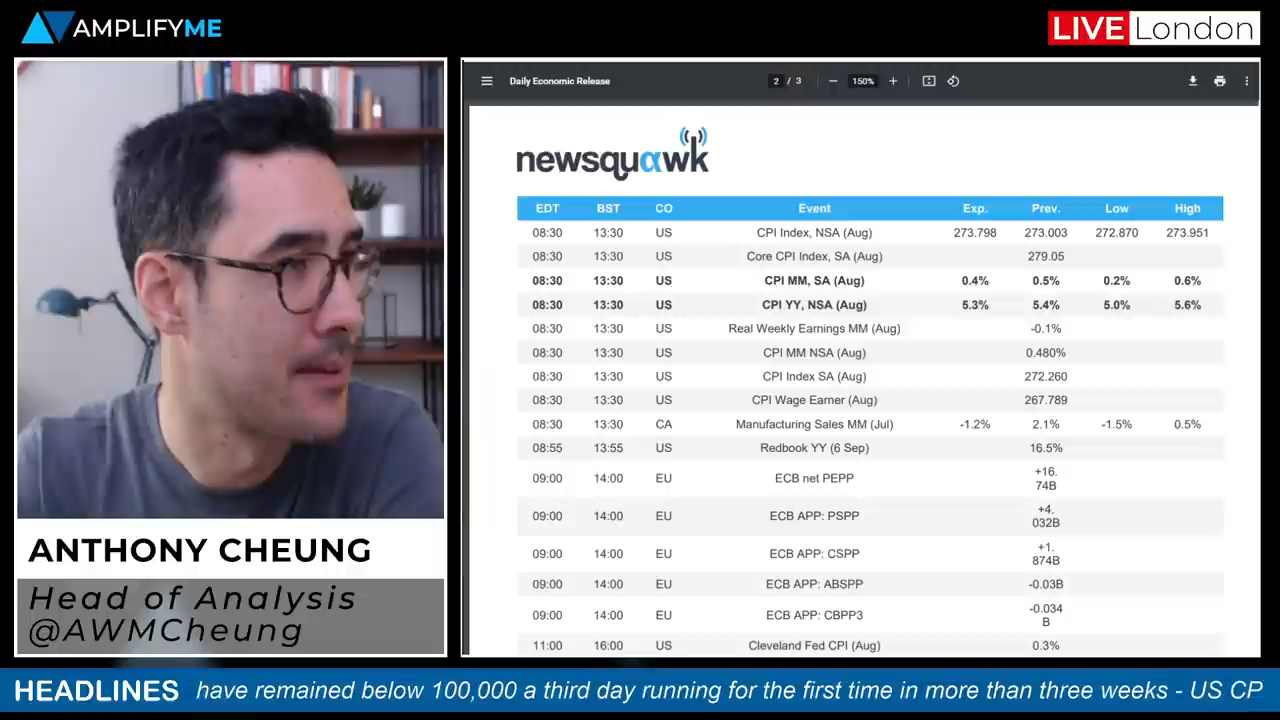 AMPLIFYME
LIVE London
Daily Economic Release
2 / 3
150%
newsquawk
EDT BST CO Event Exp. Prev. Low High
08:30 13:30 US CPI Index, NSA (Aug) 273.798 273.003 272.870 273.951
08:30 13:30 US Core CPI Index, SA (Aug) 279.05
08:30 13:30 US CPI MM, SA (Aug) 0.4% 0.5% 0.2% 0.6%
08:30 13:30 US CPI YY, NSA (Aug) 5.3% 5.4% 5.0% 5.6%
08:30 13:30 US Real Weekly Earnings MM (Aug) -0.1%
08:30 13:30 US CPI MM NSA (Aug) 0.480%
08:30 13:30 US CPI Index SA (Aug) 272.260
08:30 13:30 US CPI Wage Earner (Aug) 267.789
08:30 13:30 CA Manufacturing Sales MM (Jul) -1.2% 2.1% -1.5% 0.5%
08:55 13:55 US Redbook YY (6 Sep) 16.5%
09:00 14:00 EU ECB net PEPP +16.
74B
09:00 14:00 EU ECB APP: PSPP +4.
032B
09:00 14:00 EU ECB APP: CSPP +1.
874B
09:00 14:00 EU ECB APP: ABSPP -0.03B
09:00 14:00 EU ECB APP: CBPP3 -0.034
B
11:00 16:00 US Cleveland Fed CPI (Aug) 0.3%
ANTHONY CHEUNG
Head of Analysis
@AWMCheung
HEADLINES have remained below 100,000 a third day running for the first time in more than three weeks - US CP